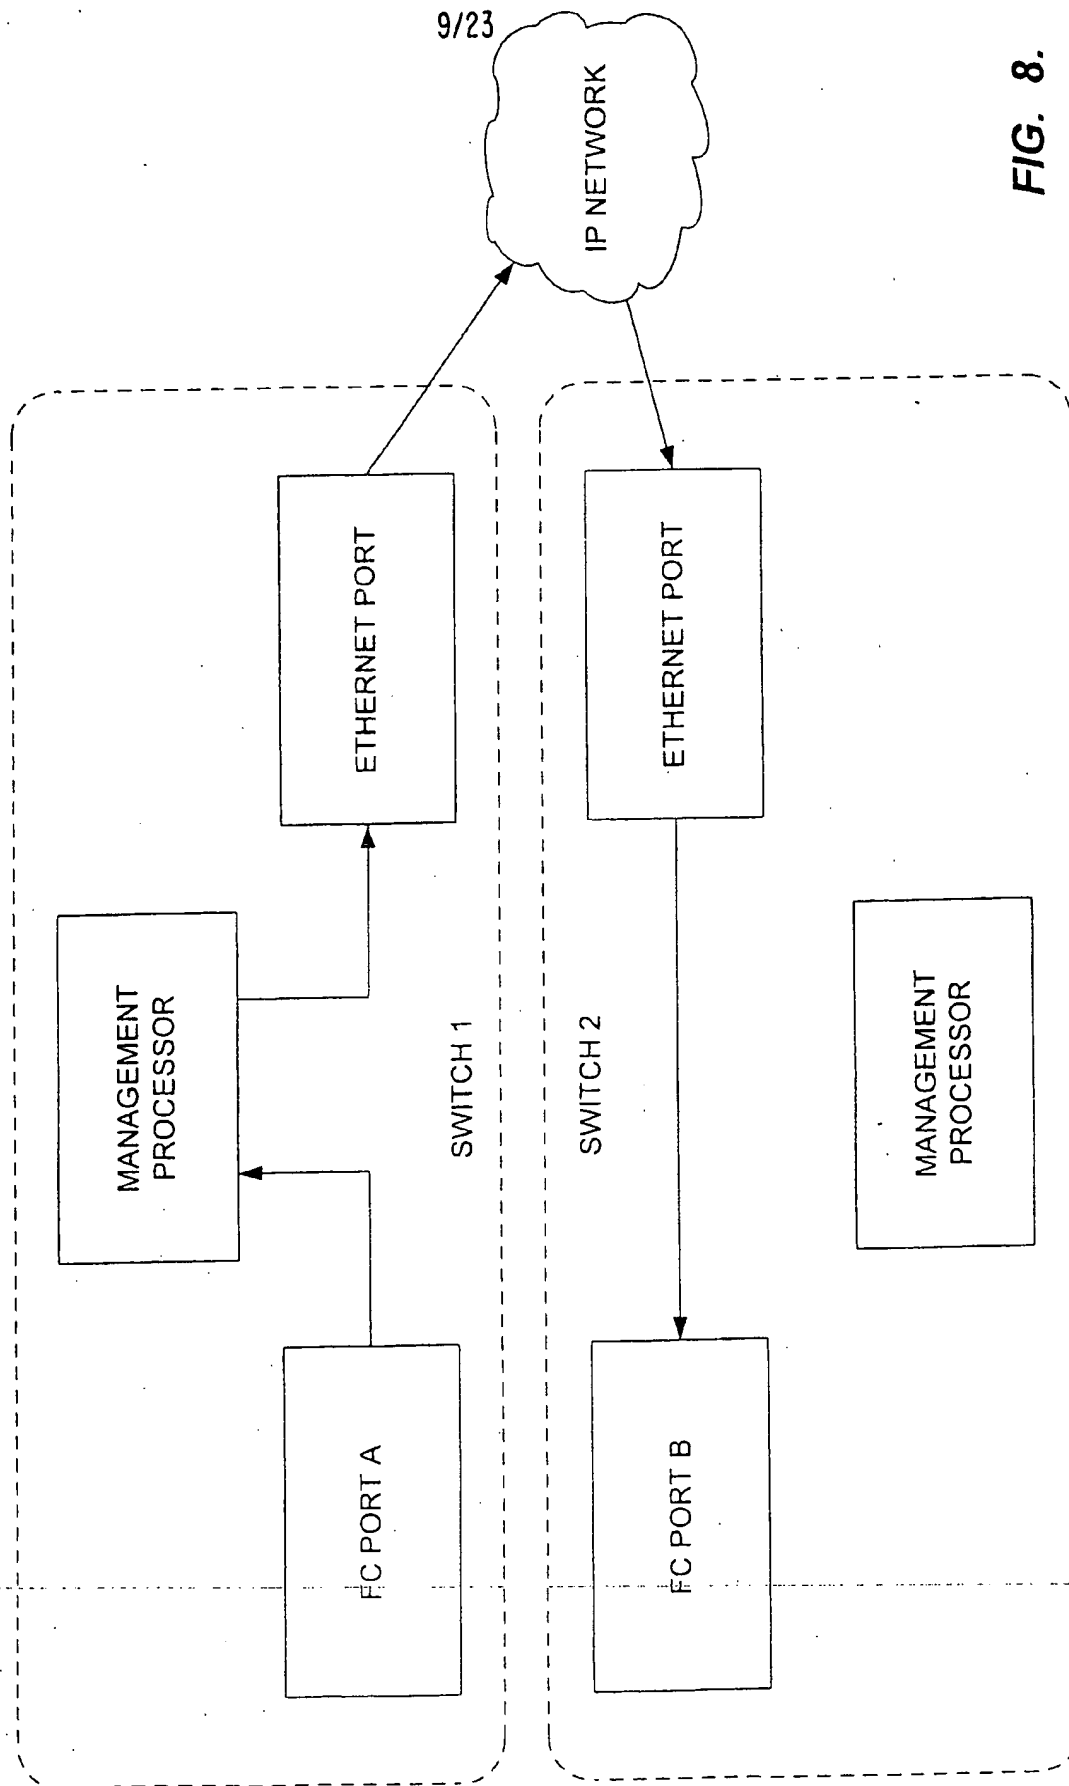 9/23
FC PORT A
MANAGEMENT
PROCESSOR
ETHERNET PORT
SWITCH 1
IP NETWORK
SWITCH 2
FC PORT B
ETHERNET PORT
MANAGEMENT
PROCESSOR
FIG. 8.